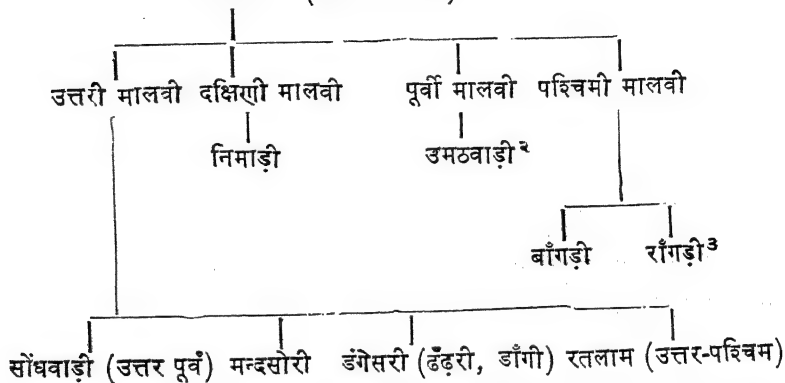 उत्तरी मालवी दक्षिणी मालवी पूर्वी मालवी पश्चिमी मालवी
निमाड़ी उमठवाड़ी²
बाँगड़ी राँगड़ी³
सोंधवाड़ी (उत्तर पूर्व) मन्दसोरी डंगेसरी (ढँढ़री, डाँगी) रतलाम (उत्तर-पश्चिम)